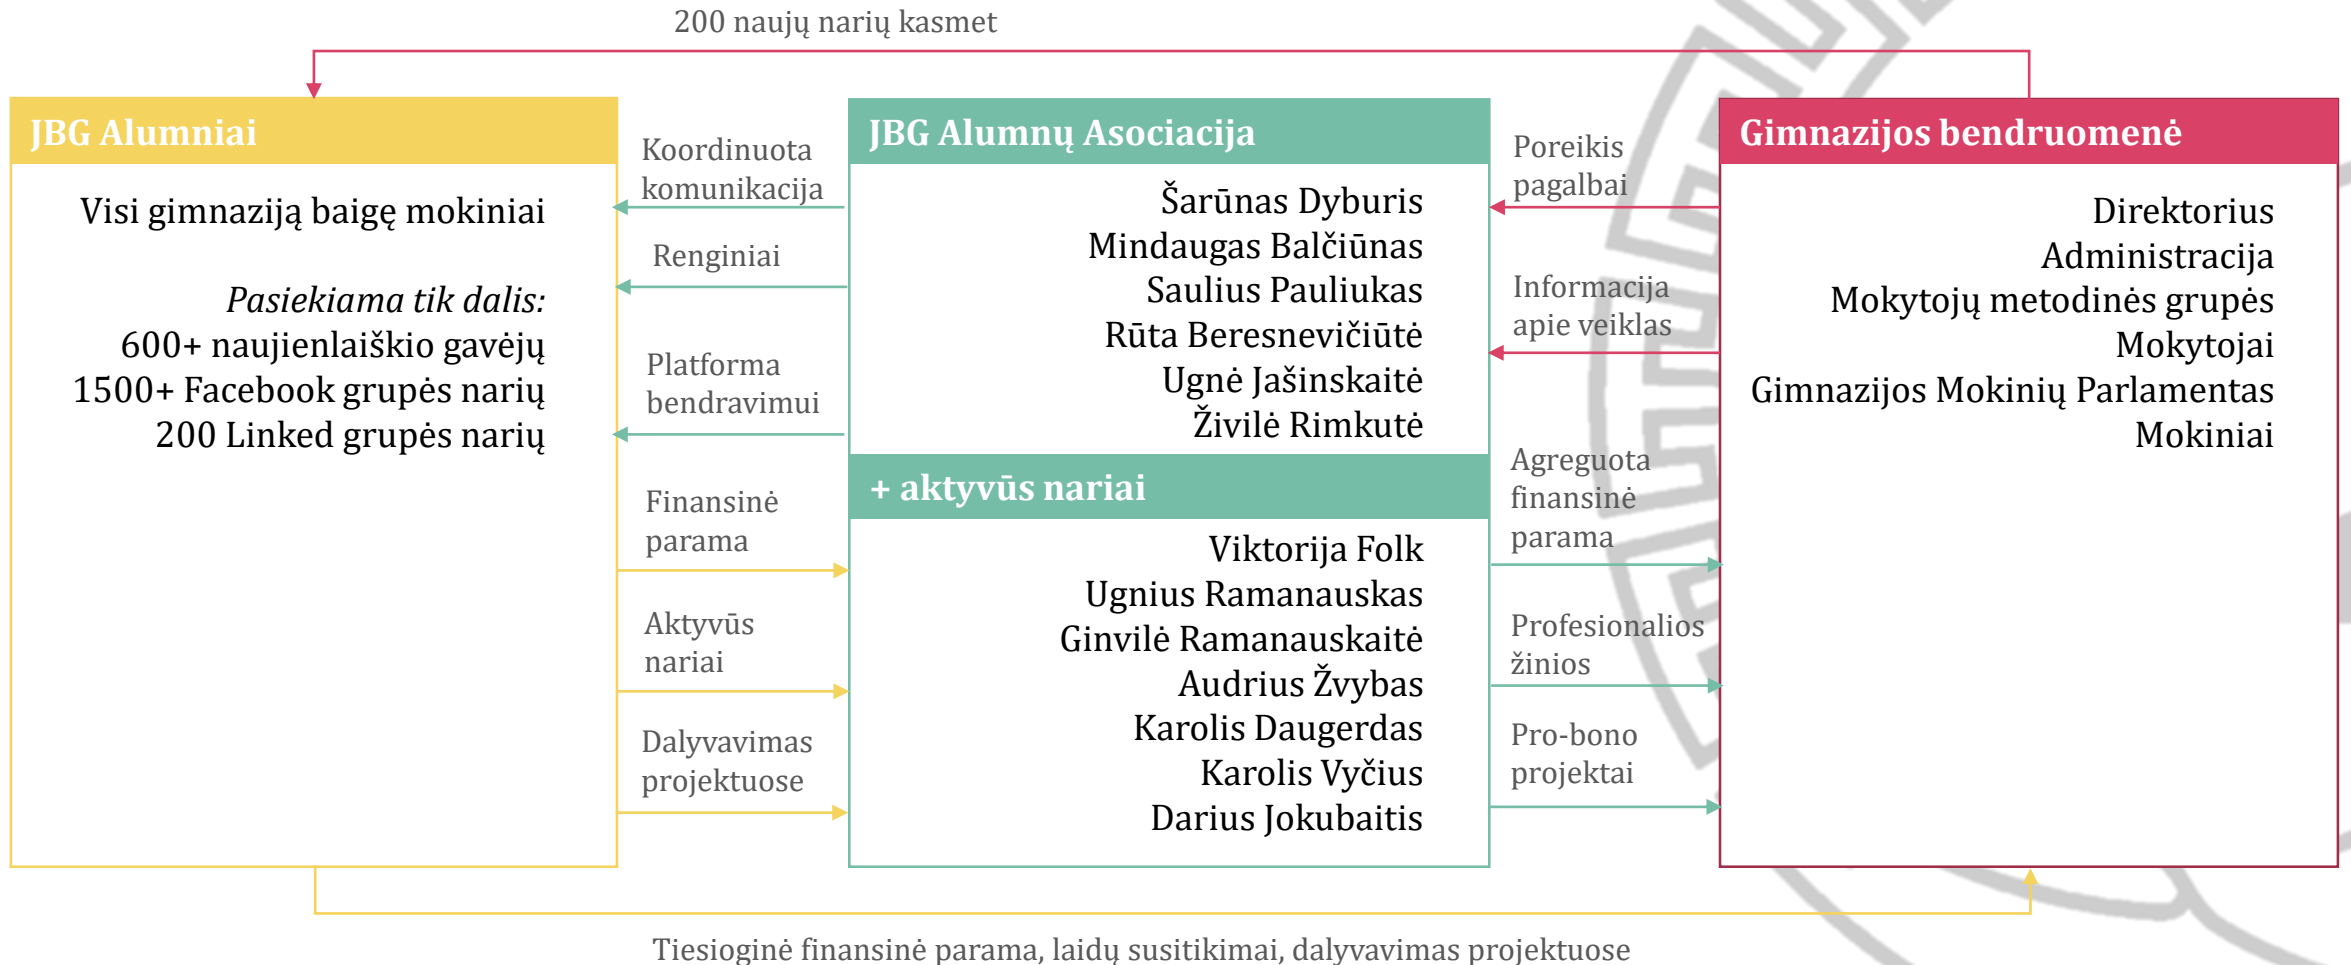 200 naujų narių kasmet
JBG Alumniai
Visi gimnaziją baigę mokiniai
Pasiekiama tik dalis:
600+ naujienlaiškio gavėjų
1500+ Facebook grupės narių
200 Linked grupės narių
Koordinuota
komunikacija
Renginiai
Platforma
bendravimui
Finansinė
parama
Aktyvūs
nariai
Dalyvavimas
projektuose
JBG Alumnų Asociacija
Šarūnas Dyburis
Mindaugas Balčiūnas
Saulius Pauliukas
Rūta Beresnevičiūtė
Ugnė Jašinskaitė
Živilė Rimkutė
+ aktyvūs nariai
Viktorija Folk
Ugnius Ramanauskas
Ginvilė Ramanauskaitė
Audrius Žvybas
Karolis Daugerdas
Karolis Vyčius
Darius Jokubaitis
Poreikis
pagalbai
Informacija
apie veiklas
Agreguota
finansinė
parama
Profesionalios
žinios
Pro-bono
projektai
Gimnazijos bendruomenė
Direktorius
Administracija
Mokytojų metodinės grupės
Mokytojai
Gimnazijos Mokinių Parlamentas
Mokiniai
Tiesioginė finansinė parama, laidų susitikimai, dalyvavimas projektuose